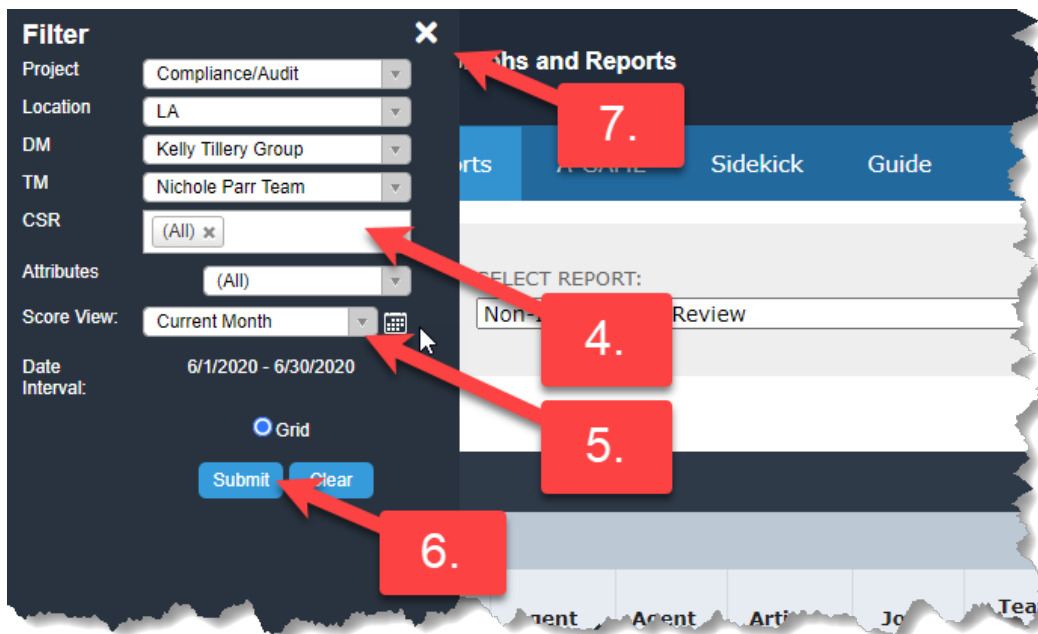 Filter
Project Compliance/Audit
Location LA
DM Kelly Tillery Group
TM Nichole Parr Team
CSR (All)
Attributes (All)
Score View: Current Month
Date Interval: 6/1/2020 - 6/30/2020
Grid
Submit Clear
and Reports
7.
Sidekick Guide
SELECT REPORT:
Review
4.
5.
6.
Agent